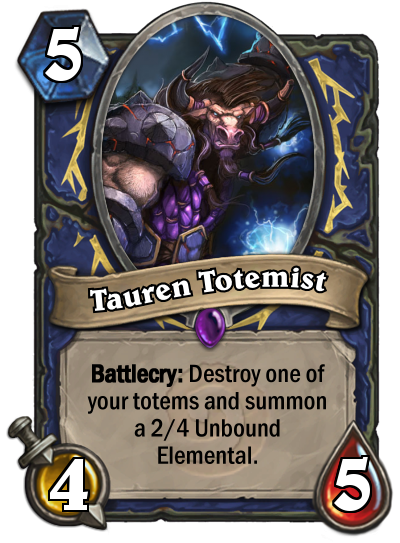 5
Tauren Totemist
Battlecry: Destroy one of
your totems and summon
a 2/4 Unbound
Elemental.
4
5